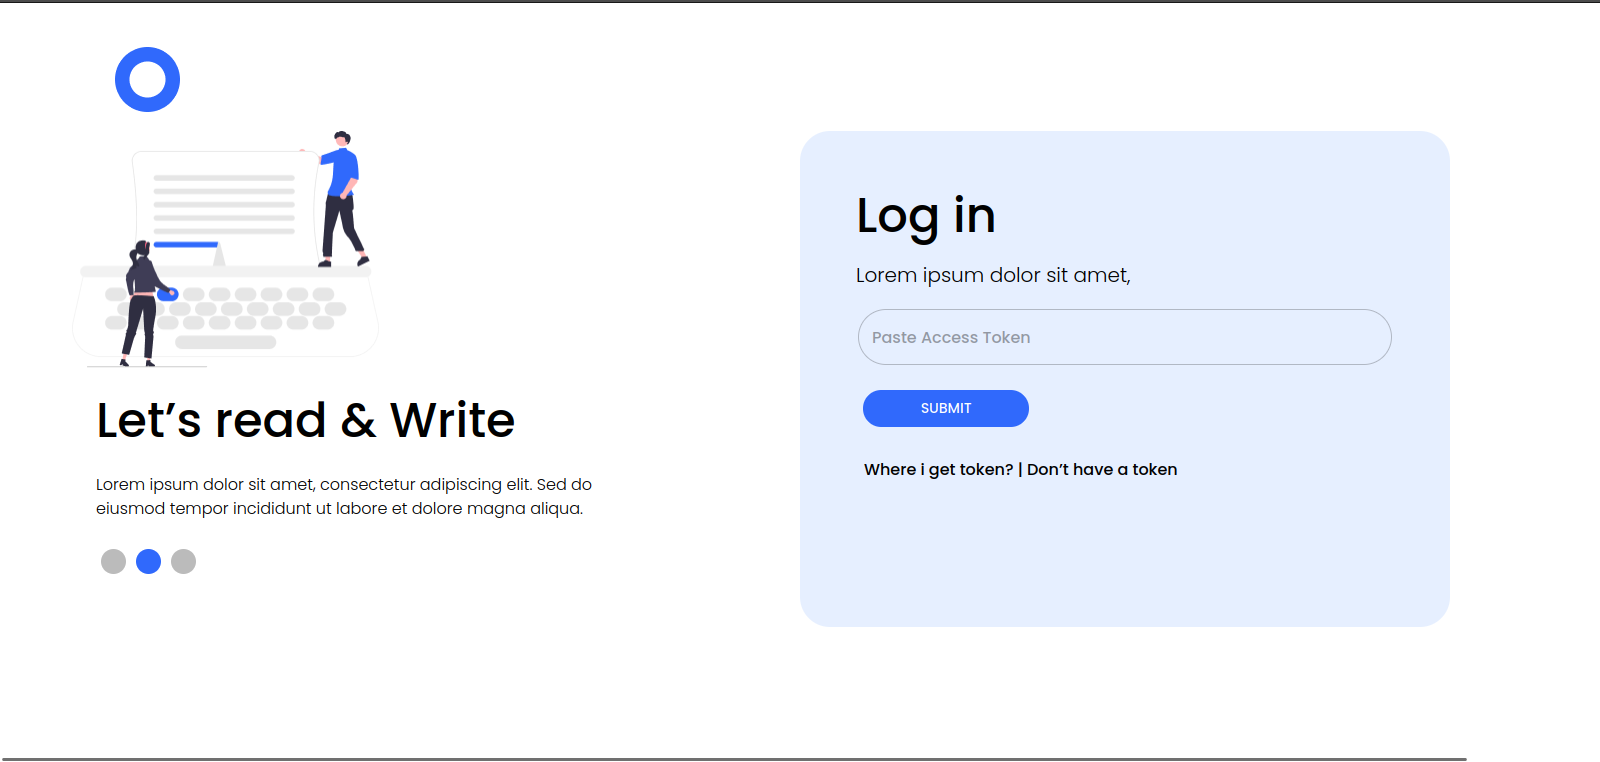 Let’s read & Write
Lorem ipsum dolor sit amet, consectetur adipiscing elit. Sed do
eiusmod tempor incididunt ut labore et dolore magna aliqua.
Log in
Lorem ipsum dolor sit amet,
Paste Access Token
SUBMIT
Where i get token? | Don’t have a token